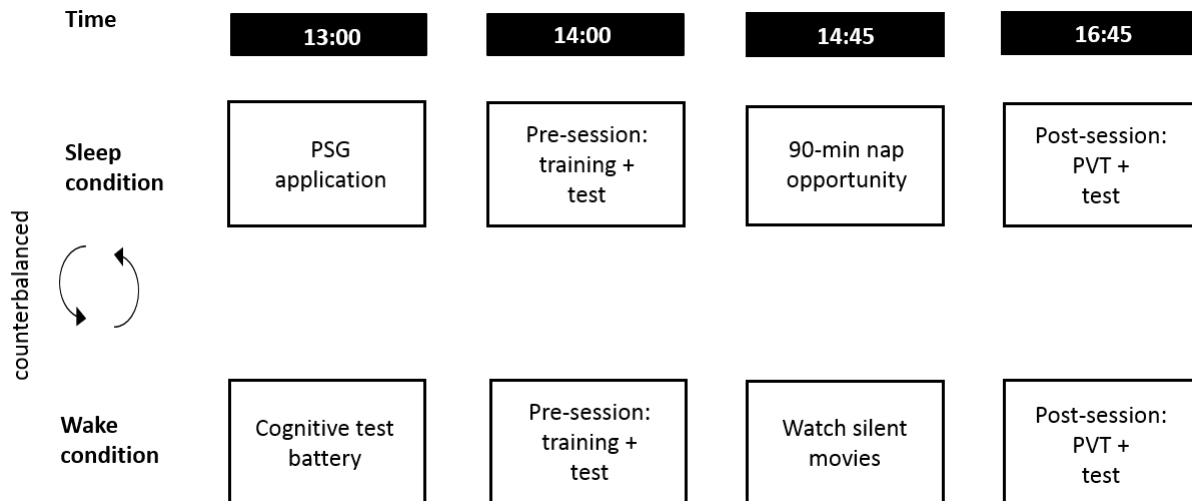 Time
13:00
14:00
14:45
16:45
Sleep
condition
PSG
application
Pre-session:
training +
test
90-min nap
opportunity
Post-session:
PVT +
test
counterbalanced
Wake
condition
Cognitive test
battery
Pre-session:
training +
test
Watch silent
movies
Post-session:
PVT +
test